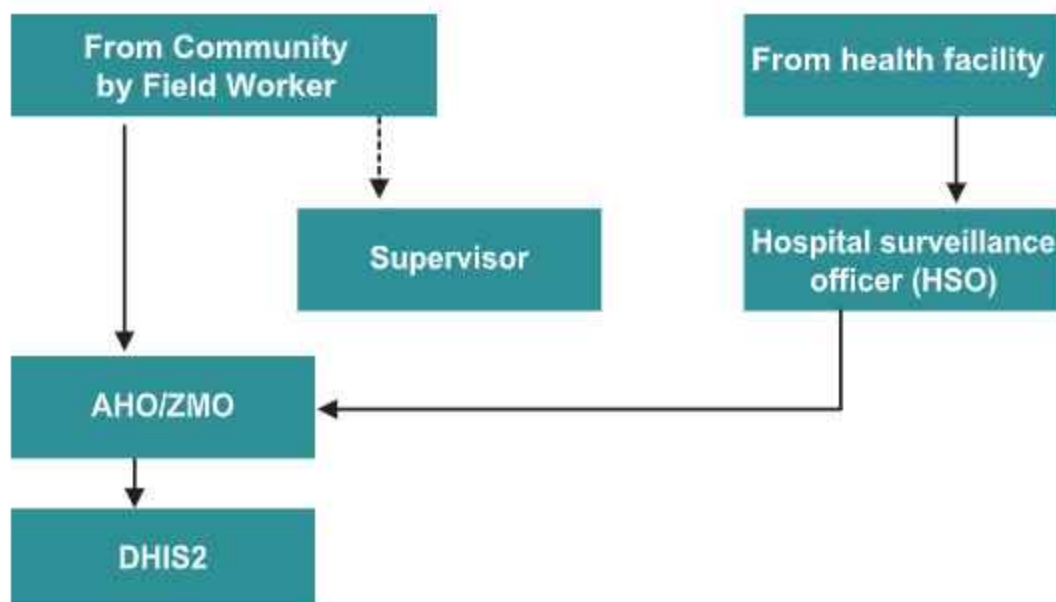 From Community
by Field Worker
From health facility
Supervisor
Hospital surveillance
officer (HSO)
AHO/ZMO
DHIS2